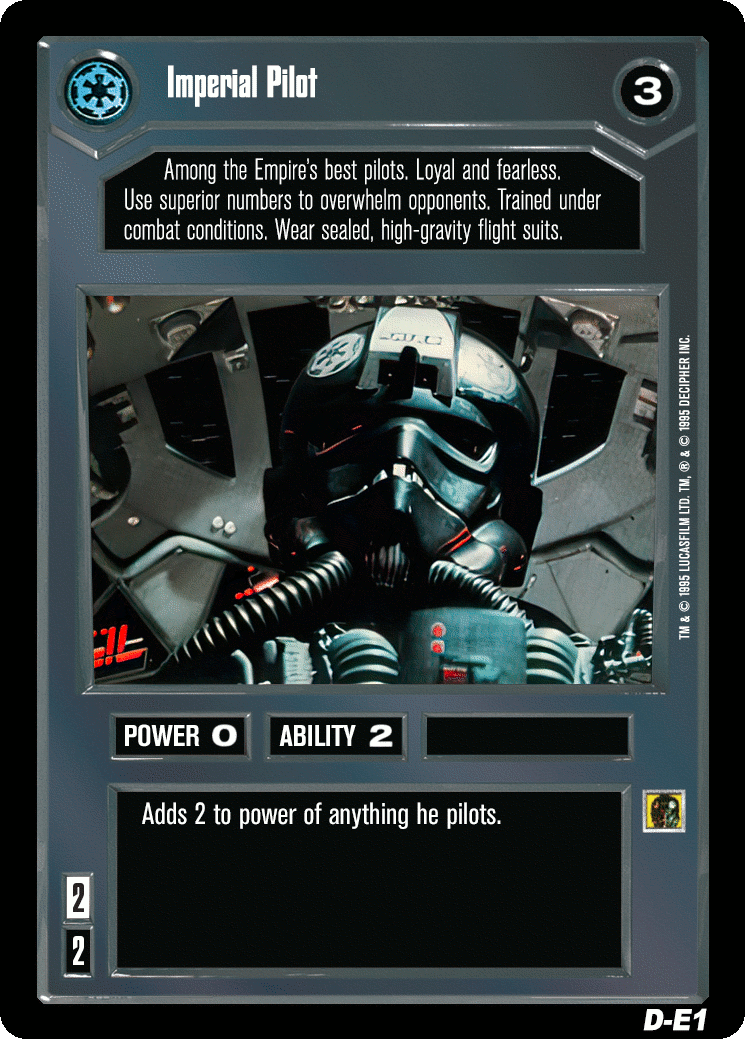 Imperial Pilot
3
Among the Empire's best pilots. Loyal and fearless.
Use superior numbers to overwhelm opponents. Trained under
combat conditions. Wear sealed, high-gravity flight suits.
TM & © 1995 LUCASFILM LTD. TM, ® & © 1995 DECIPHER INC.
POWER 0
ABILITY 2
Adds 2 to power of anything he pilots.
2
2
D-E1